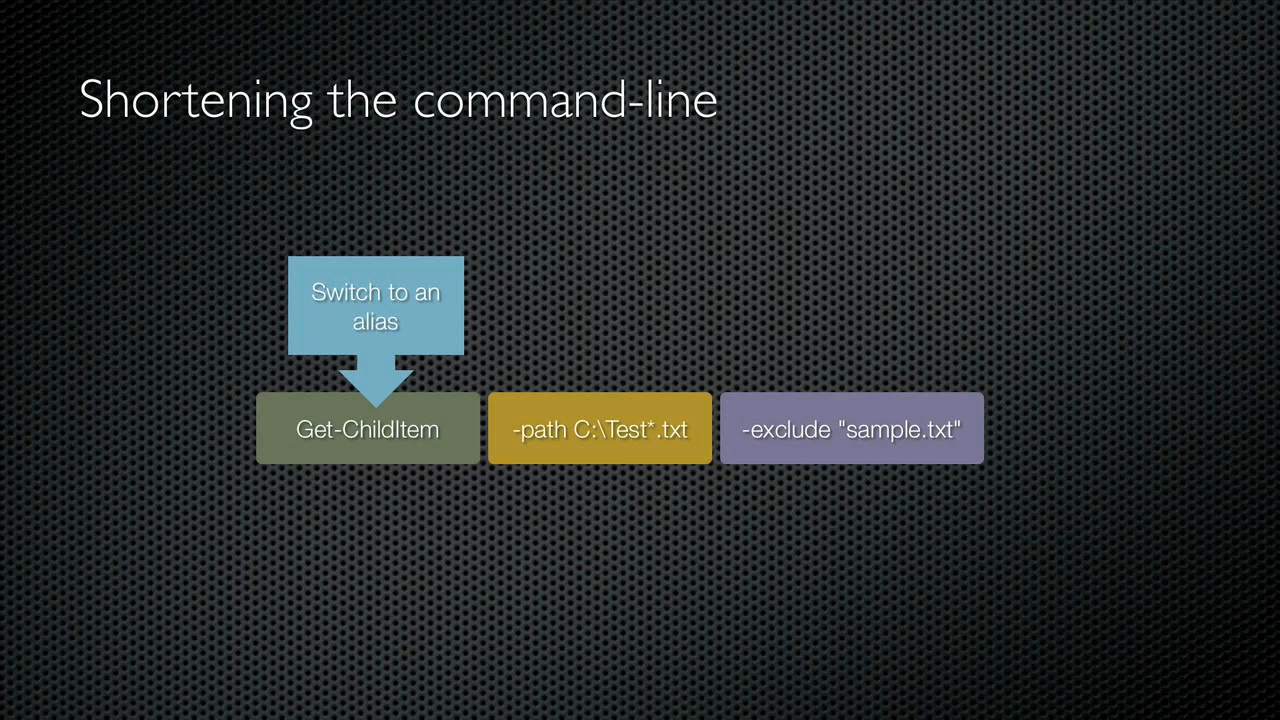 Shortening the command-line
Switch to an
alias
Get-ChildItem
-path C:\Test*.txt
-exclude "sample.txt"